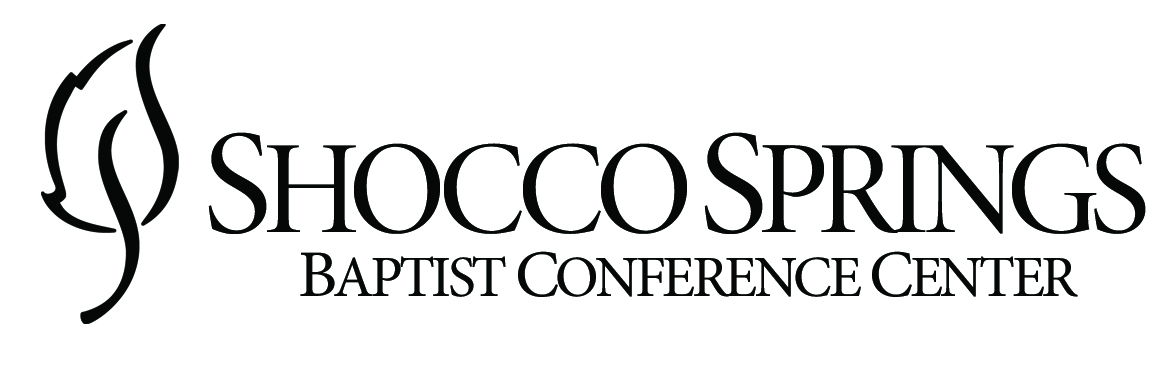 SHOCCO SPRINGS
BAPTIST CONFERENCE CENTER